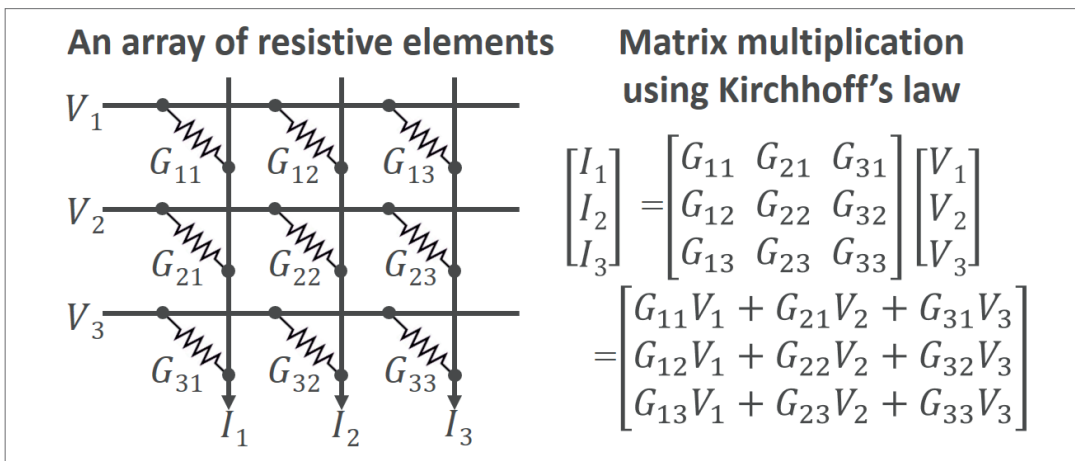 An array of resistive elements
V₁
G₁₁ G₁₂ G₁₃
V₂
G₂₁ G₂₂ G₂₃
V₃
G₃₁ G₃₂ G₃₃
I₁ I₂ I₃
Matrix multiplication
using Kirchhoff's law
[I₁ I₂ I₃] = [G₁₁ G₂₁ G₃₁] [V₁
G₁₂ G₂₂ G₃₂ V₂
G₁₃ G₂₃ G₃₃ V₃]
= [G₁₁V₁ + G₂₁V₂ + G₃₁V₃
G₁₂V₁ + G₂₂V₂ + G₃₂V₃
G₁₃V₁ + G₂₃V₂ + G₃₃V₃]